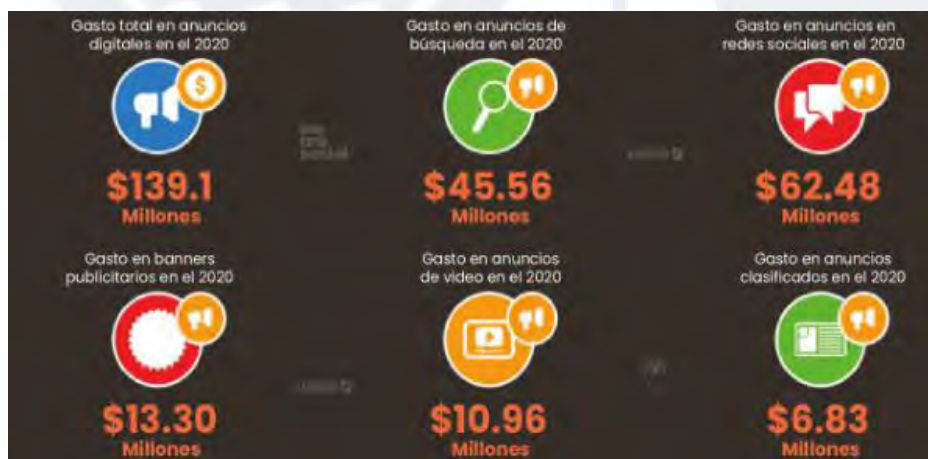 Gasto total en anuncios
digitales en el 2020
$139.1
Millones
Gasto en anuncios de
búsqueda en el 2020
$45.56
Millones
Gasto en anuncios en
redes sociales en el 2020
$62.48
Millones
Gasto en banners
publicitarios en el 2020
$13.30
Millones
Gasto en anuncios
de video en el 2020
$10.96
Millones
Gasto en anuncios
clasificados en el 2020
$6.83
Millones